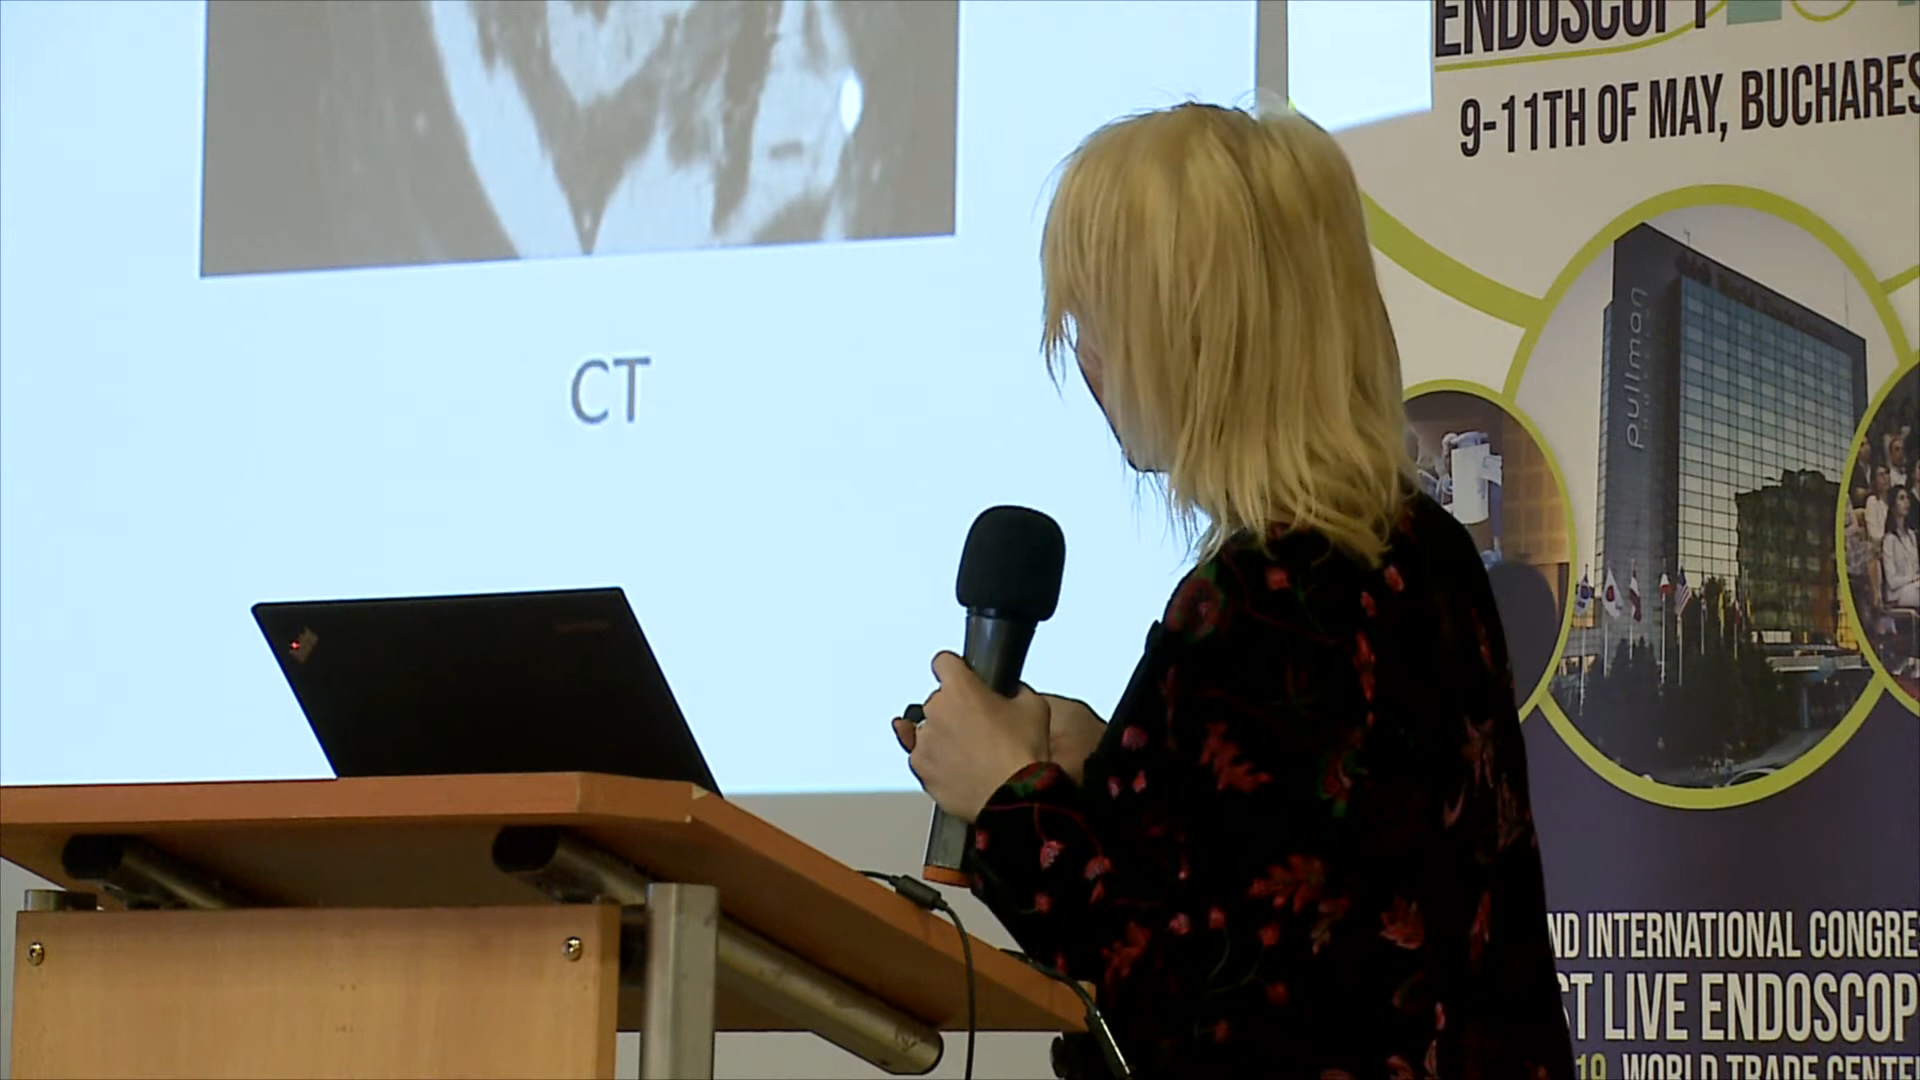 ENDOSCOPY
9-11TH OF MAY, BUCHARES
CT
pullman
ND INTERNATIONAL CONGRE
ST LIVE ENDOSCOP
19 WORLD TRADE CENTE